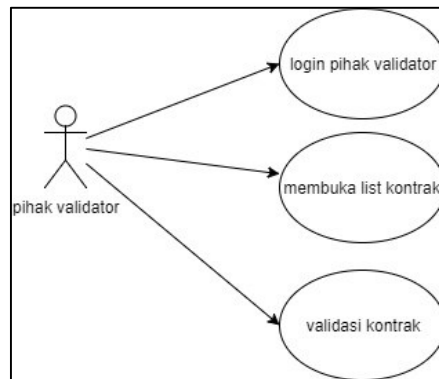 login pihak validator
membuka list kontrak
pihak validator
validasi kontrak